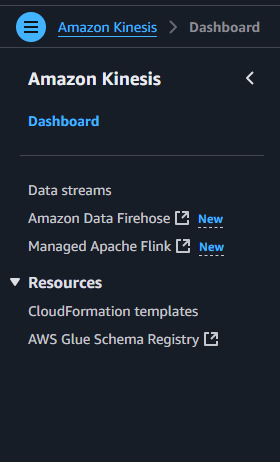 Amazon Kinesis Dashboard
Amazon Kinesis
Dashboard
Data streams
Amazon Data Firehose New
Managed Apache Flink New
Resources
CloudFormation templates
AWS Glue Schema Registry